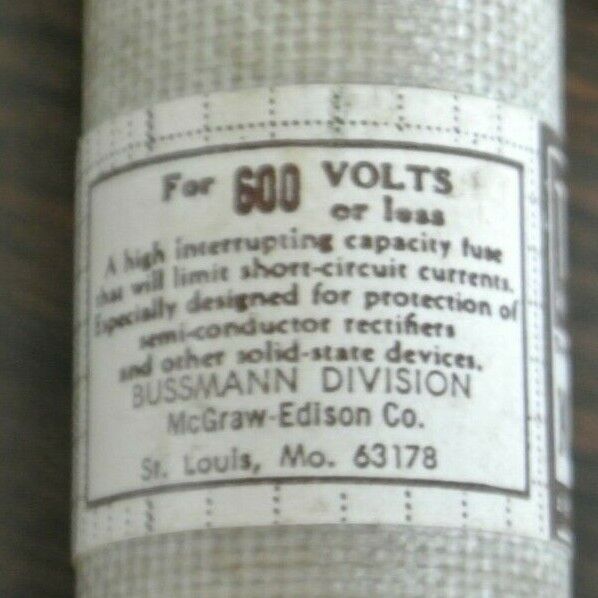 For 600 VOLTS
or less
A high interrupting capacity fuse
that will limit short-circuit currents.
Especially designed for protection of
semi-conductor rectifiers
and other solid-state devices.
BUSSMANN DIVISION
McGraw-Edison Co.
St. Louis, Mo. 63178